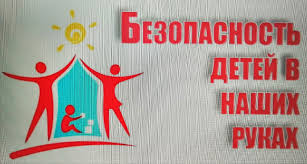 Безопасность
детей в
наших
руках